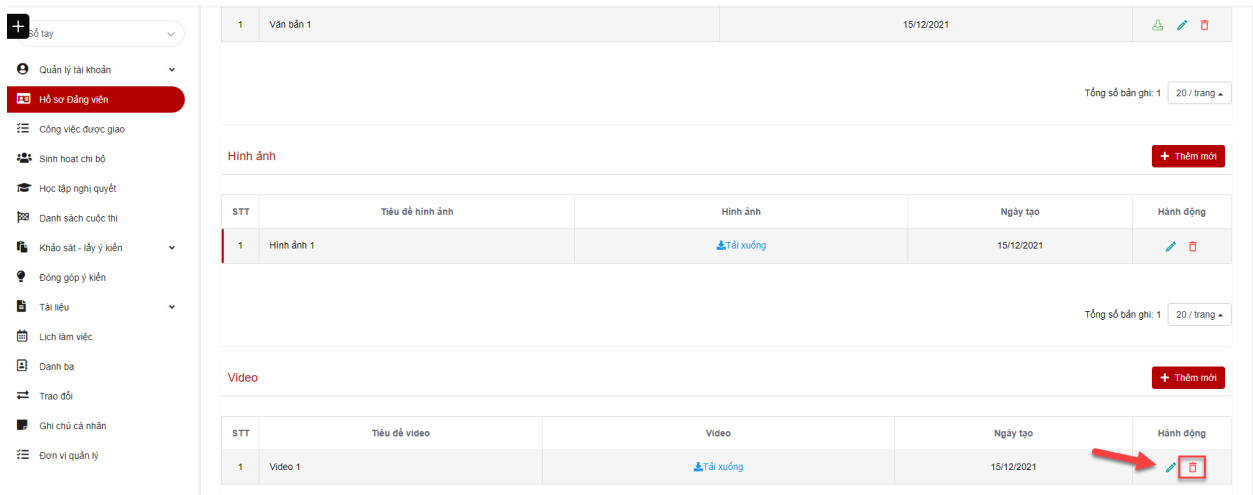 Sổ tay
Quản lý tài khoản
Hồ sơ Đảng viên
Công việc được giao
Sinh hoạt chi bộ
Học tập nghị quyết
Danh sách cuộc thi
Khảo sát - lấy ý kiến
Đóng góp ý kiến
Tài liệu
Lịch làm việc
Danh bạ
Trao đổi
Ghi chú cá nhân
Đơn vị quản lý
1 Văn bản 1 15/12/2021
Tổng số bản ghi: 1 20 / trang
Hình ảnh + Thêm mới
STT Tiêu đề hình ảnh Hình ảnh Ngày tạo Hành động
1 Hình ảnh 1 Tải xuống 15/12/2021
Tổng số bản ghi: 1 20 / trang
Video + Thêm mới
STT Tiêu đề video Video Ngày tạo Hành động
1 Video 1 Tải xuống 15/12/2021